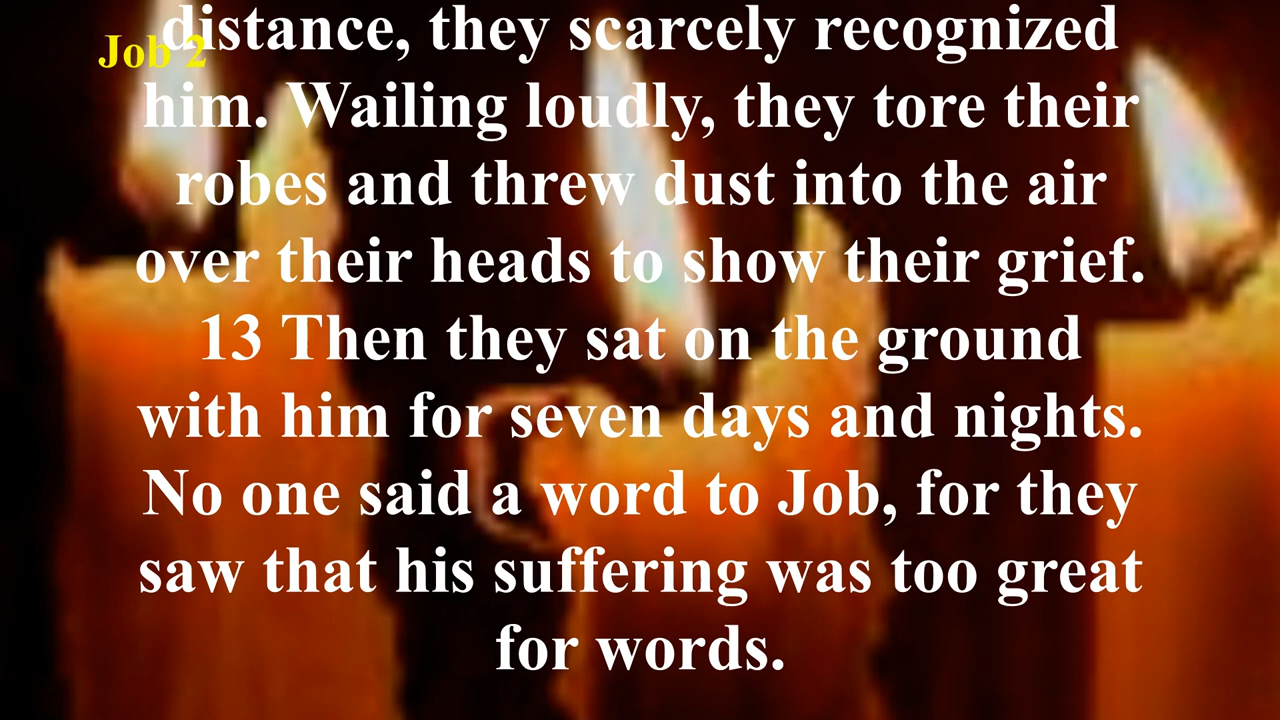 Job 2
distance, they scarcely recognized
him. Wailing loudly, they tore their
robes and threw dust into the air
over their heads to show their grief.
13 Then they sat on the ground
with him for seven days and nights.
No one said a word to Job, for they
saw that his suffering was too great
for words.